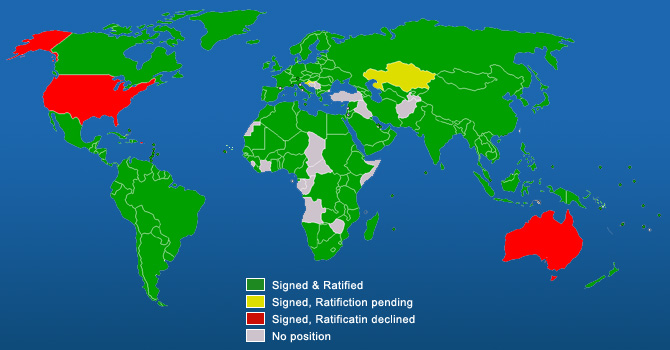 Signed & Ratified
Signed, Ratifiction pending
Signed, Ratificatin declined
No position